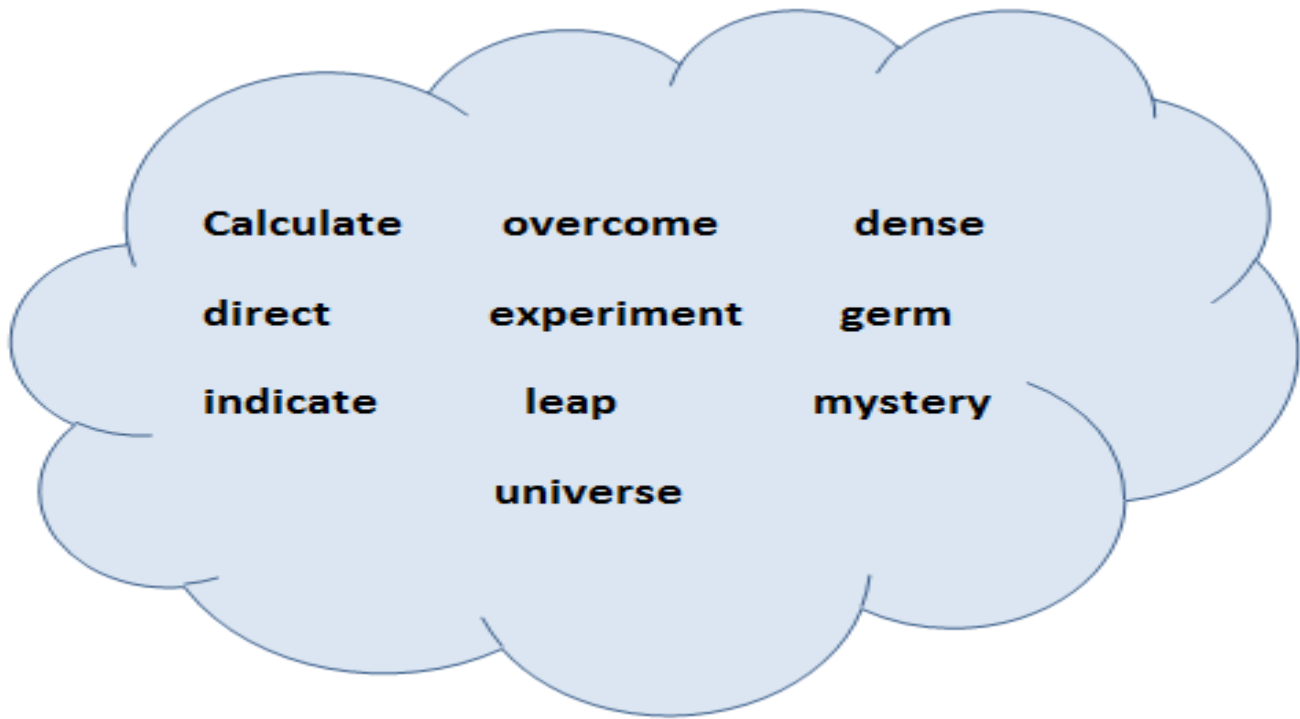 Calculate overcome dense
direct experiment germ
indicate leap mystery
universe